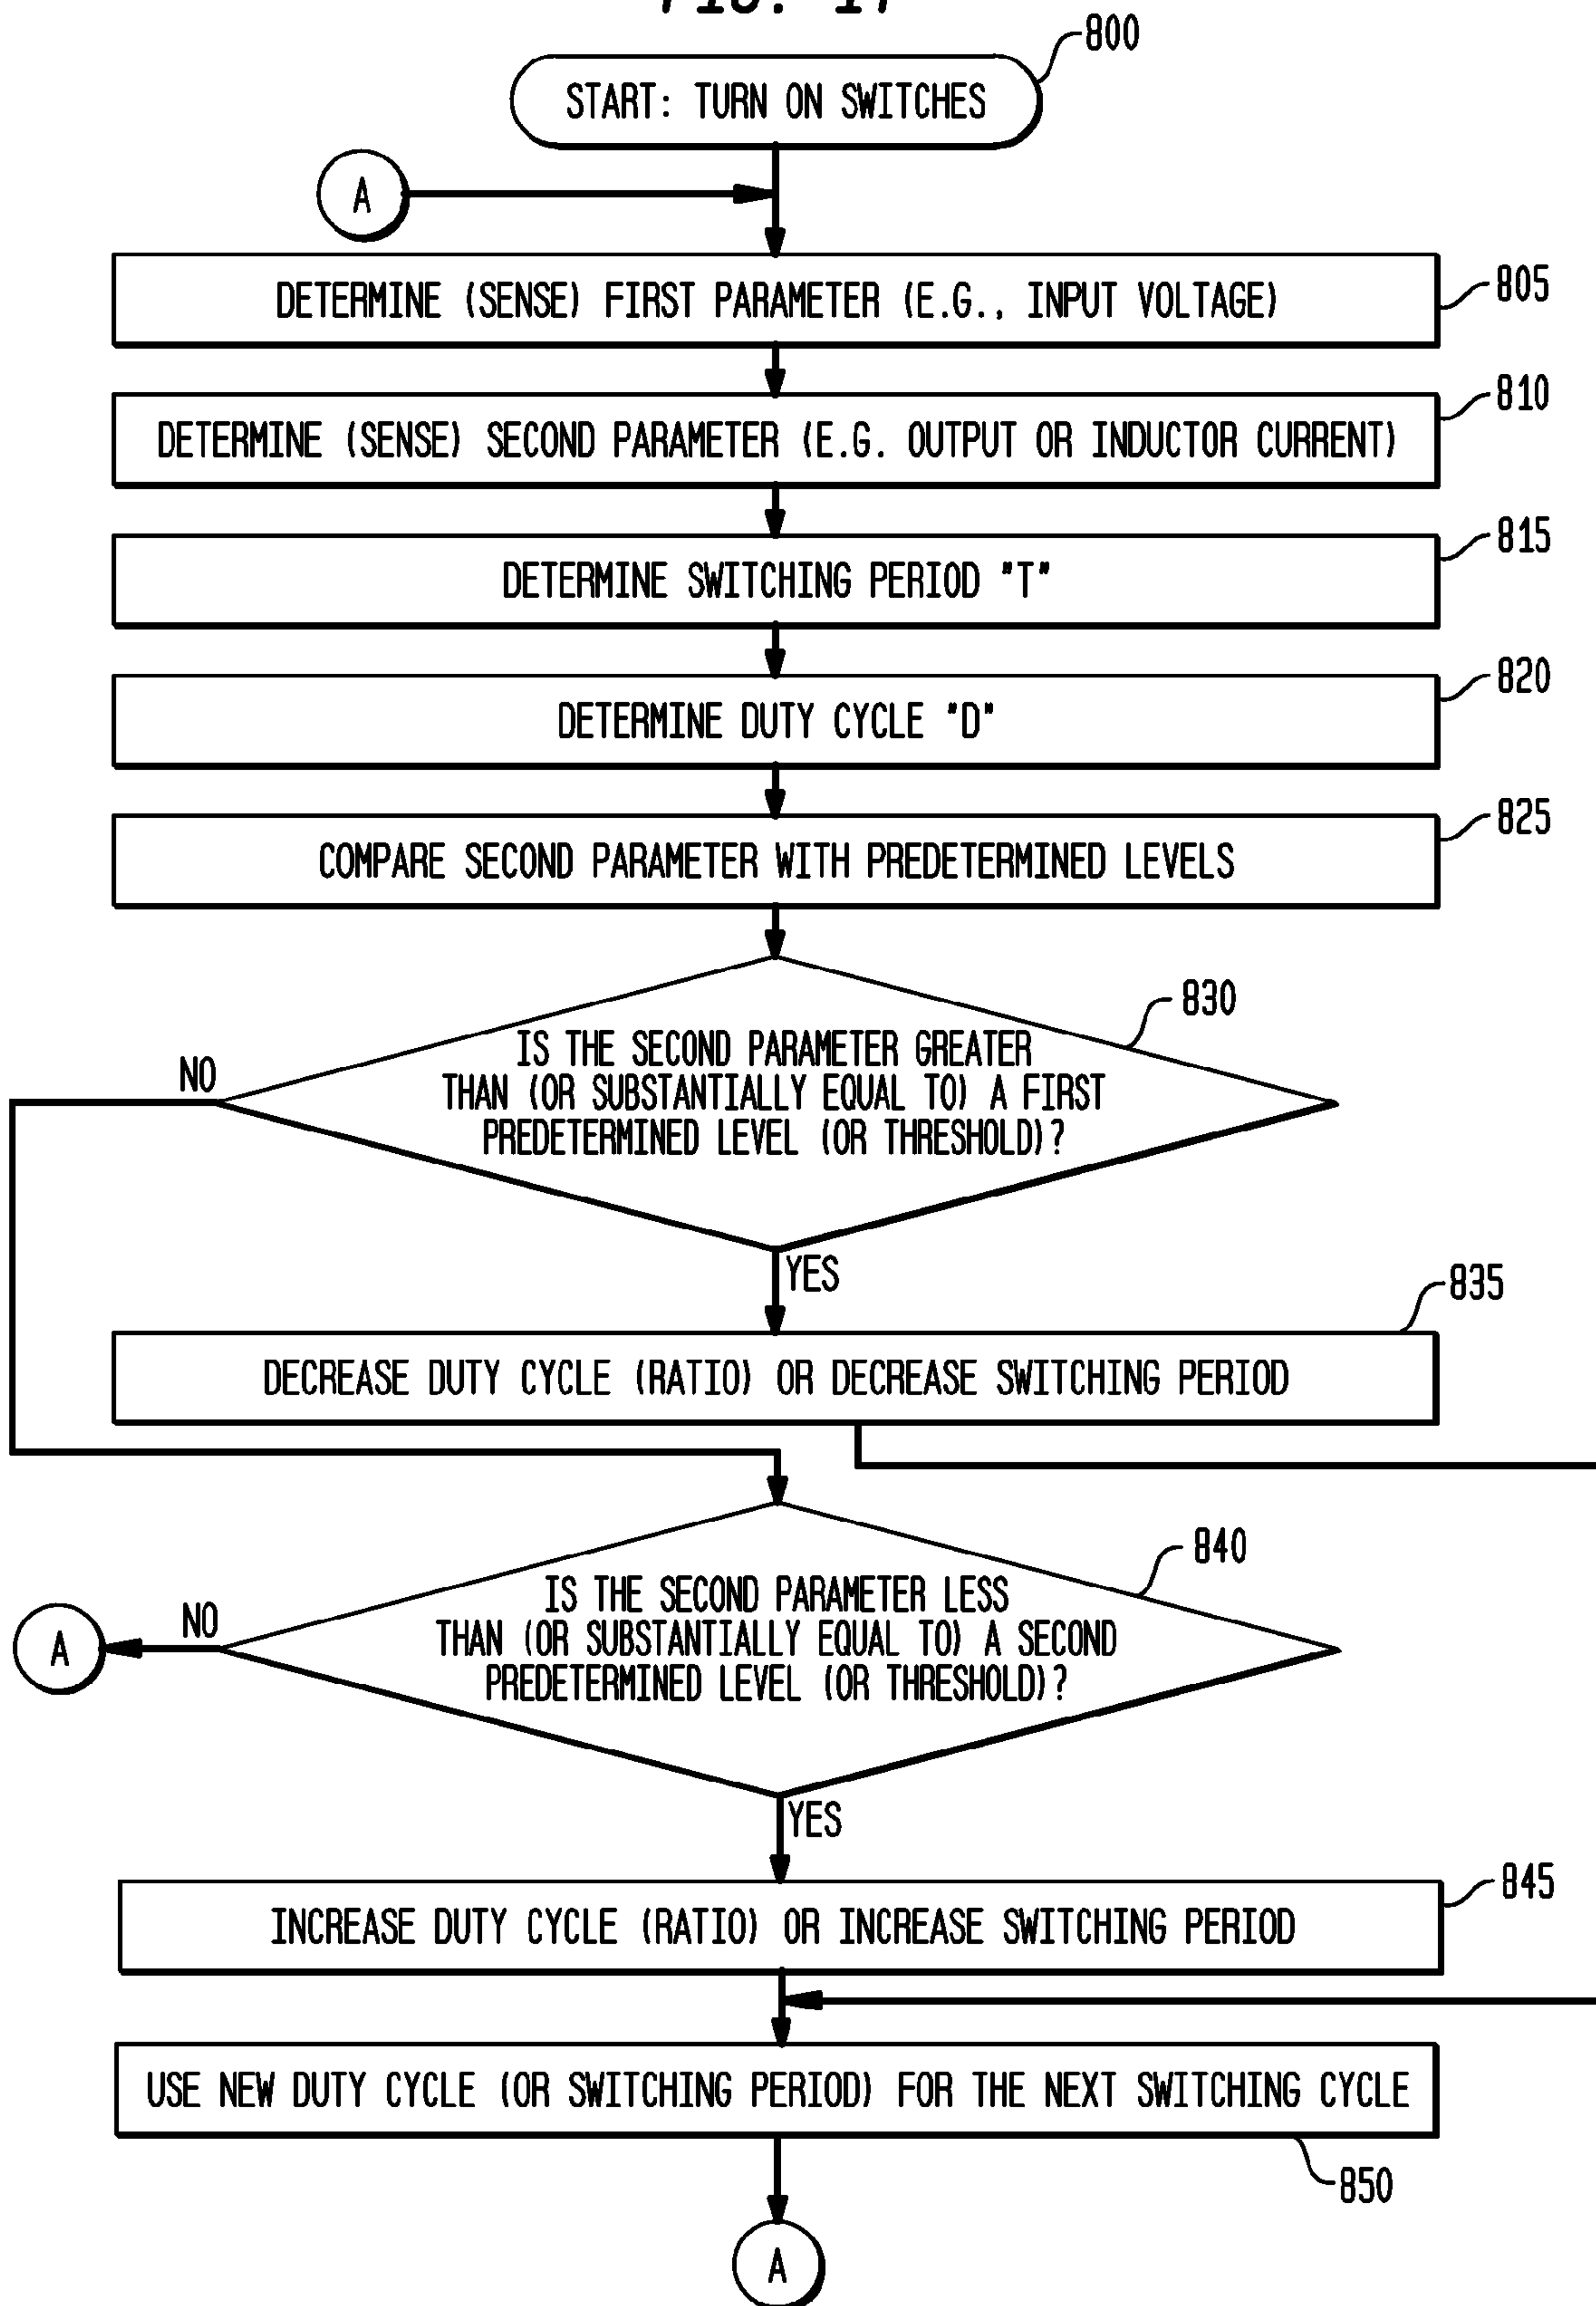 800
START: TURN ON SWITCHES
A
DETERMINE (SENSE) FIRST PARAMETER (E.G., INPUT VOLTAGE)
805
DETERMINE (SENSE) SECOND PARAMETER (E.G. OUTPUT OR INDUCTOR CURRENT)
810
DETERMINE SWITCHING PERIOD "T"
815
DETERMINE DUTY CYCLE "D"
820
COMPARE SECOND PARAMETER WITH PREDETERMINED LEVELS
825
830
IS THE SECOND PARAMETER GREATER
THAN (OR SUBSTANTIALLY EQUAL TO) A FIRST
PREDETERMINED LEVEL (OR THRESHOLD)?
NO
YES
835
DECREASE DUTY CYCLE (RATIO) OR DECREASE SWITCHING PERIOD
840
IS THE SECOND PARAMETER LESS
THAN (OR SUBSTANTIALLY EQUAL TO) A SECOND
PREDETERMINED LEVEL (OR THRESHOLD)?
NO
A
YES
845
INCREASE DUTY CYCLE (RATIO) OR INCREASE SWITCHING PERIOD
USE NEW DUTY CYCLE (OR SWITCHING PERIOD) FOR THE NEXT SWITCHING CYCLE
850
A